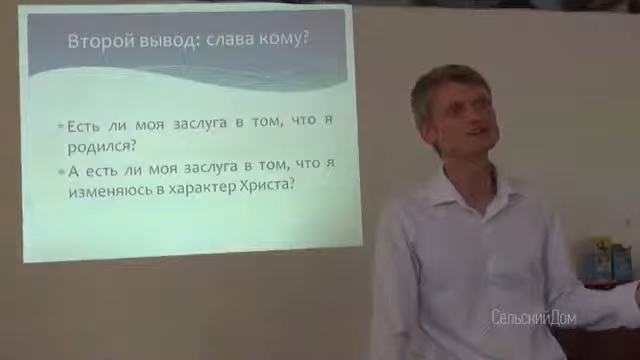 Второй вывод: слава кому?
*Есть ли моя заслуга в том, что я
родился?
*А есть ли моя заслуга в том, что я
изменяюсь в характер Христа?
СельскийДом